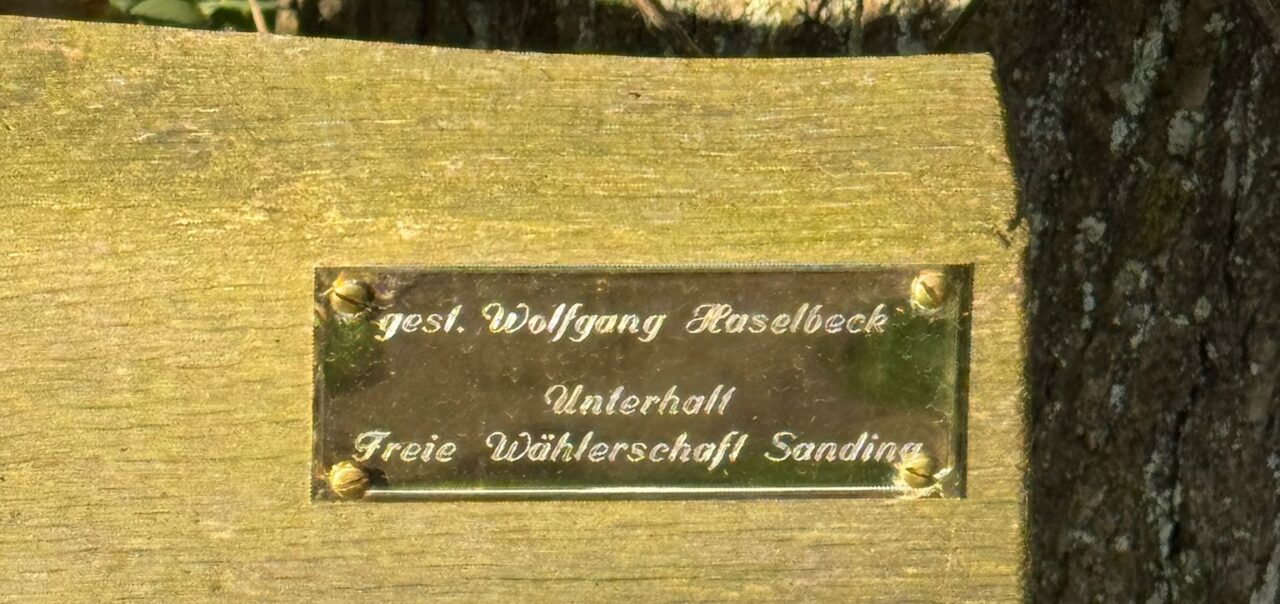 gest. Wolfgang Haselbeck
Unterhalt
Freie Wählerschaft Sanding